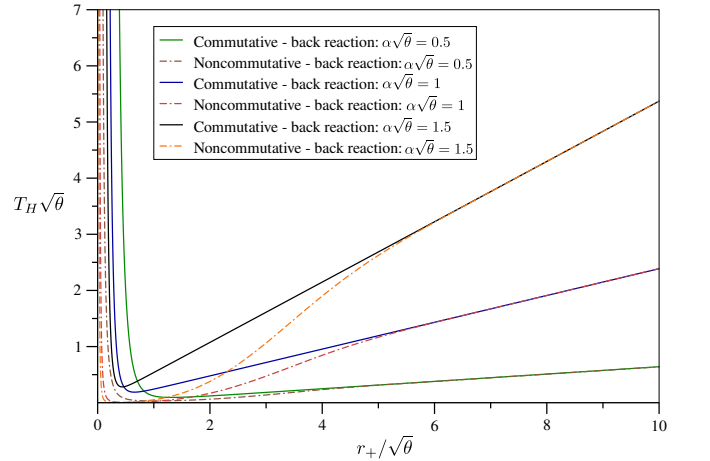 7
6
5
4
3
2
1
T_H√θ
Commutative - back reaction: α√θ = 0.5
Noncommutative - back reaction: α√θ = 0.5
Commutative - back reaction: α√θ = 1
Noncommutative - back reaction: α√θ = 1
Commutative - back reaction: α√θ = 1.5
Noncommutative - back reaction: α√θ = 1.5
0 2 4 6 8 10
r_+/√θ